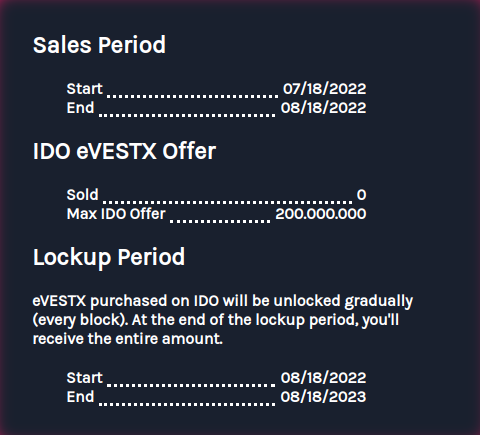 Sales Period
Start 07/18/2022
End 08/18/2022
IDO eVESTX Offer
Sold 0
Max IDO Offer 200.000.000
Lockup Period
eVESTX purchased on IDO will be unlocked gradually
(every block). At the end of the lockup period, you'll
receive the entire amount.
Start 08/18/2022
End 08/18/2023